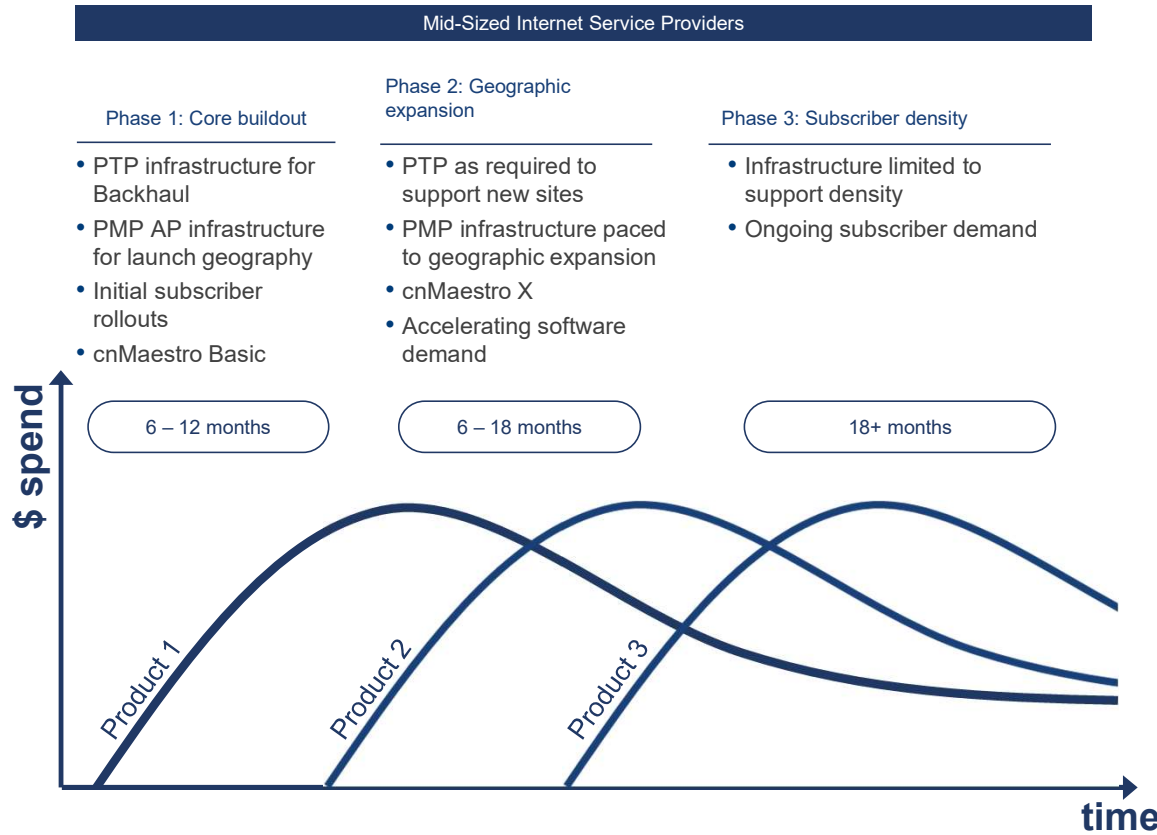 Mid-Sized Internet Service Providers
Phase 1: Core buildout
• PTP infrastructure for
Backhaul
• PMP AP infrastructure
for launch geography
• Initial subscriber
rollouts
• cnMaestro Basic
Phase 2: Geographic
expansion
• PTP as required to
support new sites
• PMP infrastructure paced
to geographic expansion
• cnMaestro X
• Accelerating software
demand
Phase 3: Subscriber density
• Infrastructure limited to
support density
• Ongoing subscriber demand
6 – 12 months
6 – 18 months
18+ months
$ spend
Product 1
Product 2
Product 3
time